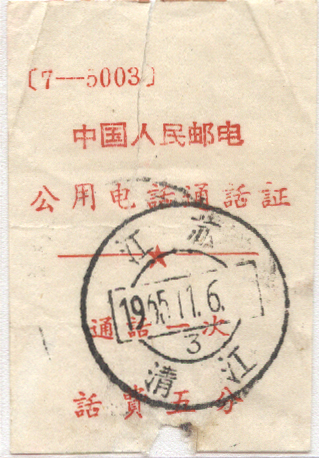 〔7—5003〕
中国人民邮电
公用电話通話証
江苏
1965.11.6.
通話一次
3
清江
話費五分